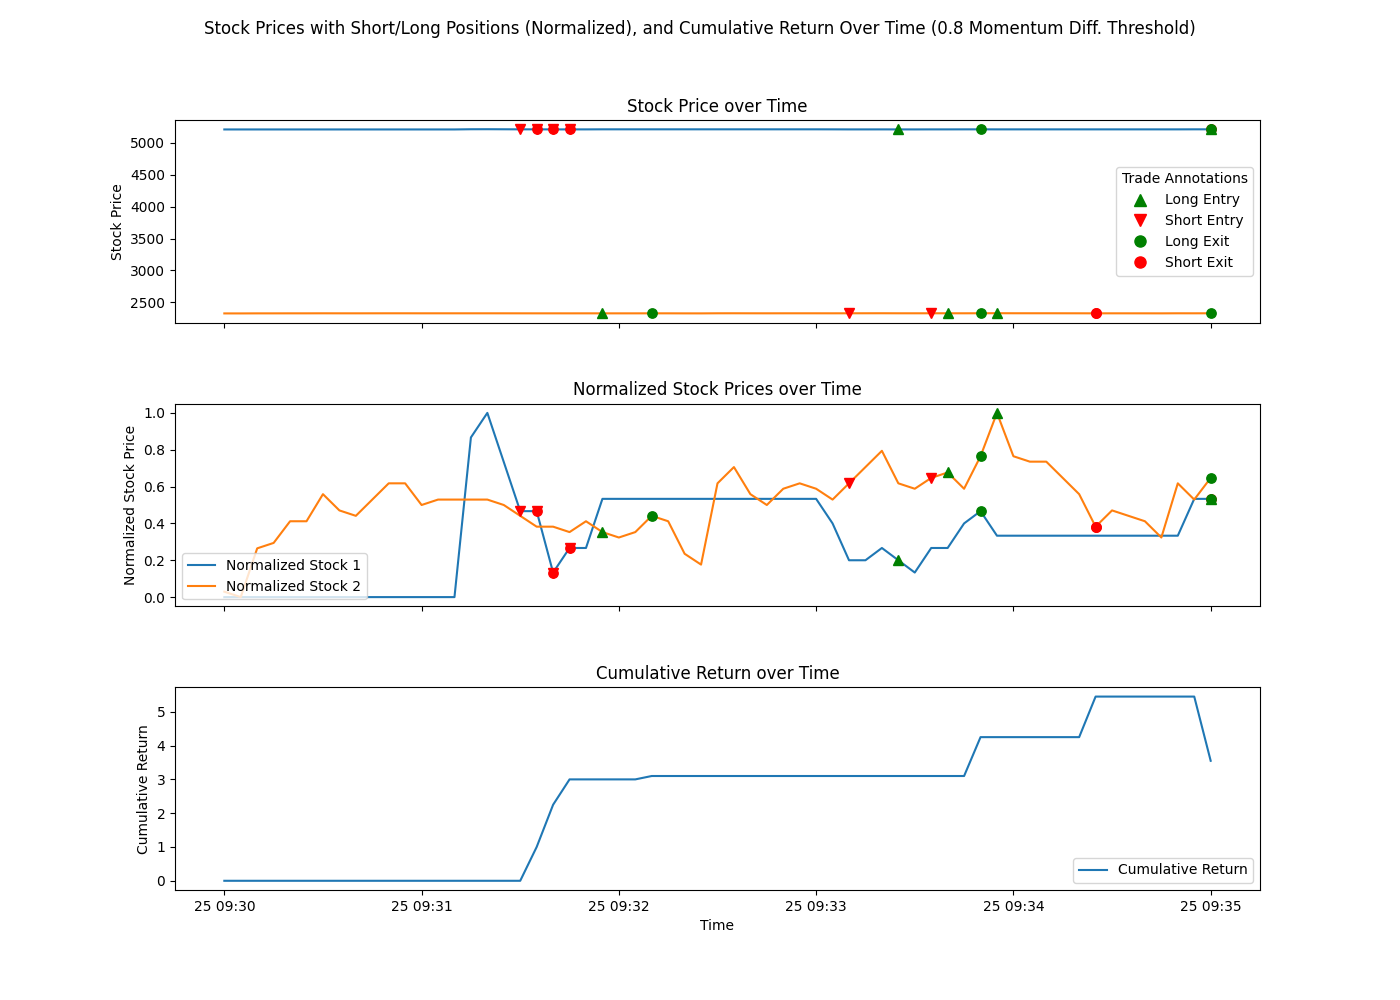 Stock Prices with Short/Long Positions (Normalized), and Cumulative Return Over Time (0.8 Momentum Diff. Threshold)
Stock Price over Time
Stock Price
5000
4500
4000
3500
3000
2500
Trade Annotations
Long Entry
Short Entry
Long Exit
Short Exit
Normalized Stock Prices over Time
Normalized Stock Price
1.0
0.8
0.6
0.4
0.2
0.0
Normalized Stock 1
Normalized Stock 2
Cumulative Return over Time
Cumulative Return
5
4
3
2
1
0
Cumulative Return
25 09:30
25 09:31
25 09:32
25 09:33
25 09:34
25 09:35
Time